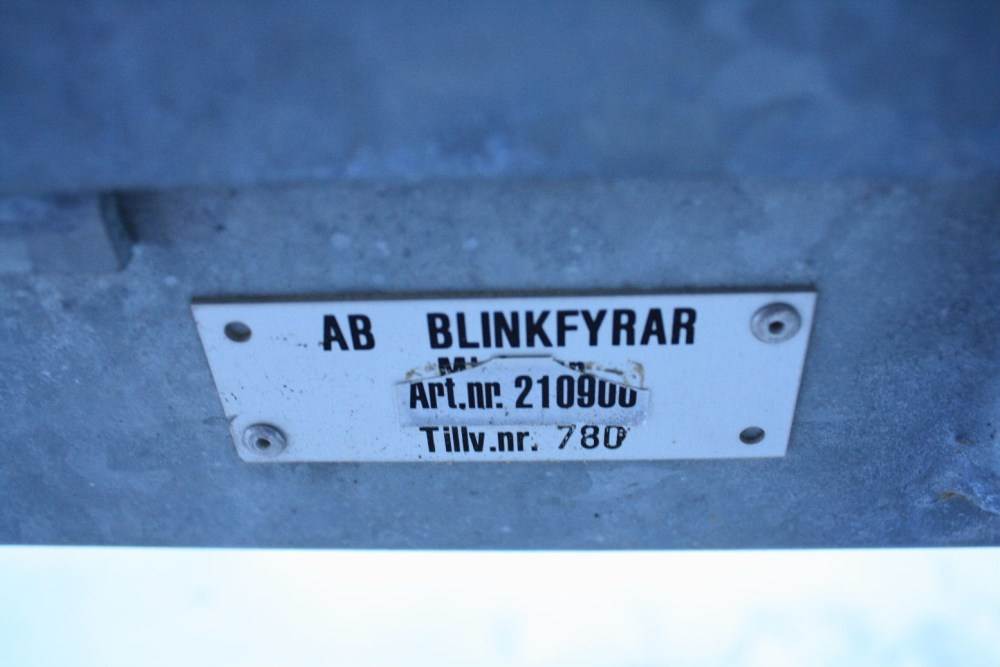 AB BLINKFYRAR
Art.nr. 210900
Tillv.nr. 780